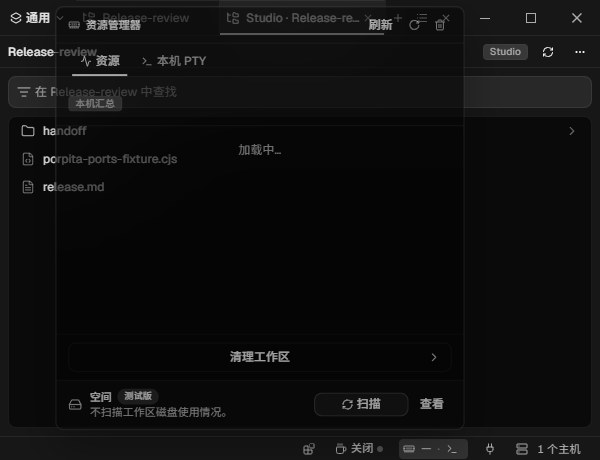 通用
Release-review
Studio · Release-re...
资源管理器
刷新
Release-review
Studio
资源
本机 PTY
在 Release-review 中查找
本机汇总
handoff
加载中...
porpita-ports-fixture.cjs
release.md
清理工作区
空间 测试版
不扫描工作区磁盘使用情况。
扫描
查看
关闭
1 个主机